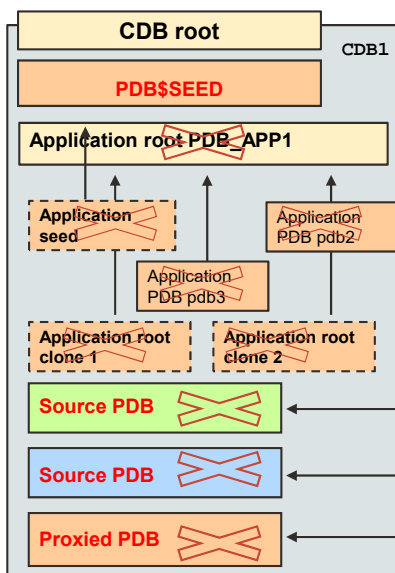 CDB root
CDB1
PDB$SEED
Application root PDB_APP1
Application
seed
Application
PDB pdb2
Application
PDB pdb3
Application root
clone 1
Application root
clone 2
Source PDB
Source PDB
Proxied PDB